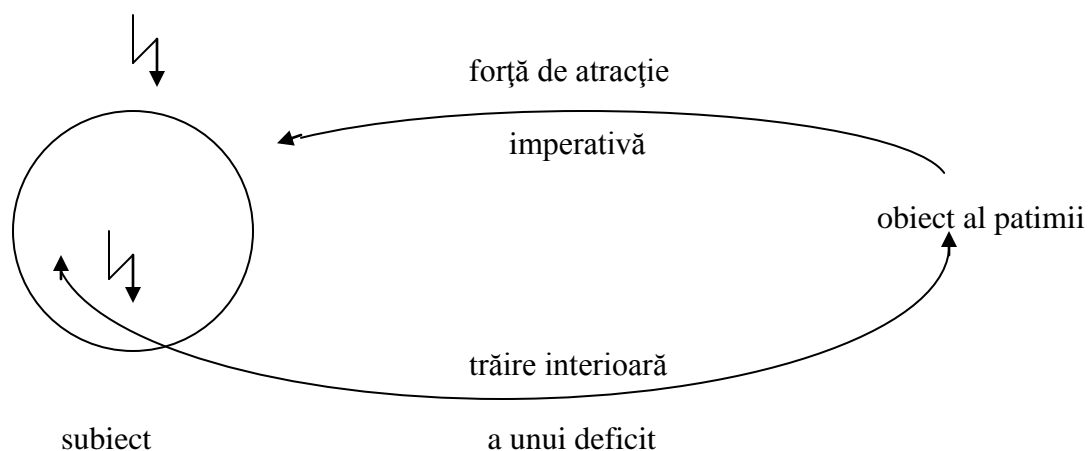 forţă de atracţie
imperativă
obiect al patimii
trăire interioară
subiect a unui deficit